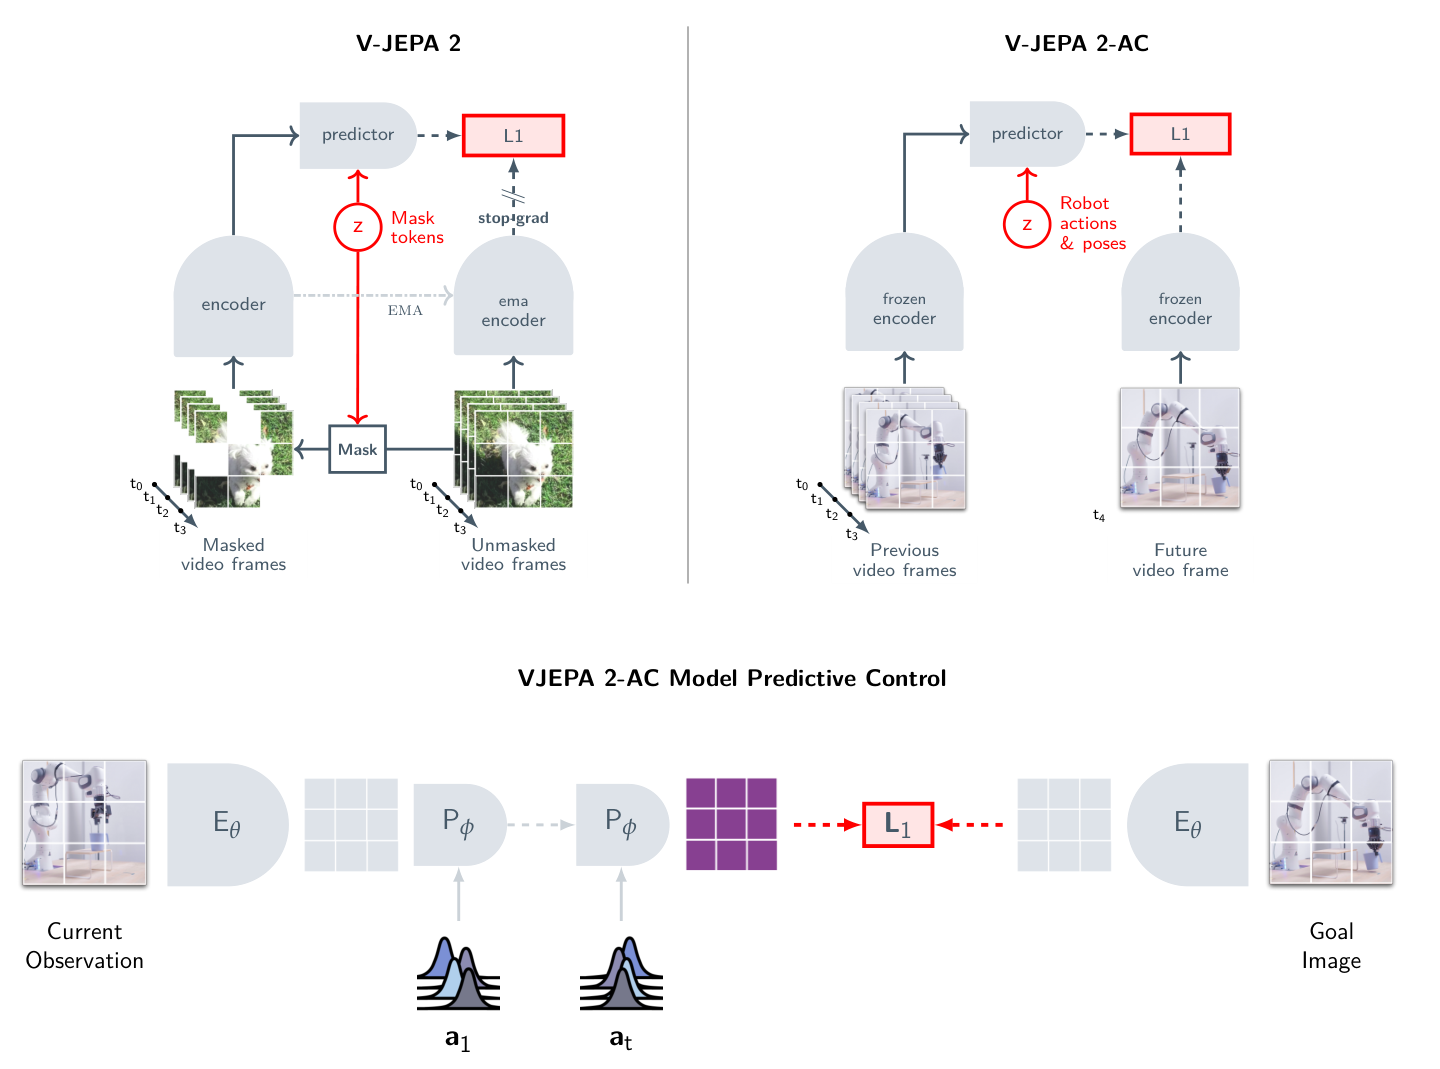 V-JEPA 2
predictor
L1
stop-grad
z
Mask
tokens
encoder
EMA
ema
encoder
Mask
t0
t1
t2
t3
t0
t1
t2
t3
Masked
video frames
Unmasked
video frames
V-JEPA 2-AC
predictor
L1
z
Robot
actions
& poses
frozen
encoder
frozen
encoder
t0
t1
t2
t3
t4
Previous
video frames
Future
video frame
VJEPA 2-AC Model Predictive Control
Eθ
Pϕ
Pϕ
L1
Eθ
Current
Observation
Goal
Image
a1
at